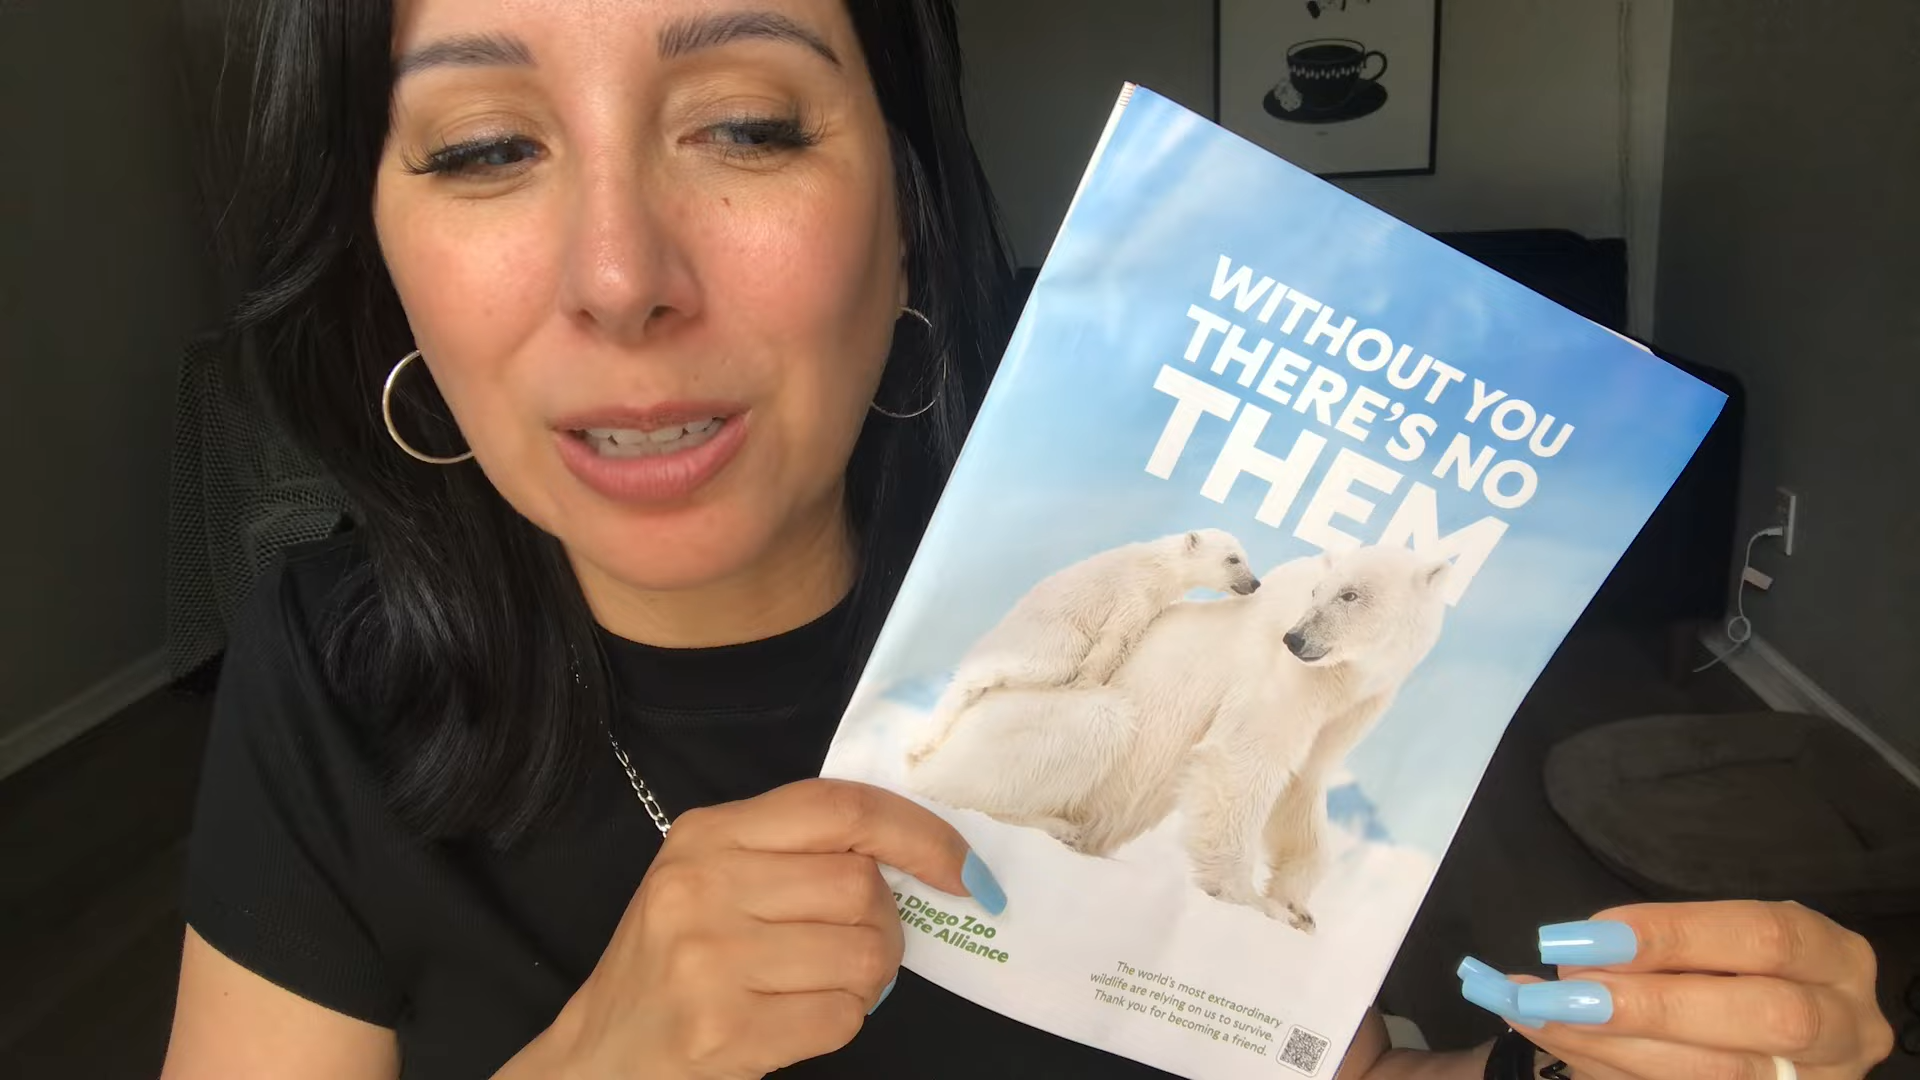 WITHOUT YOU
THERE'S NO
THEM
Diego Zoo
Alliance
The world's most extraordinary
wildlife are relying on us to survive.
Thank you for becoming a friend.